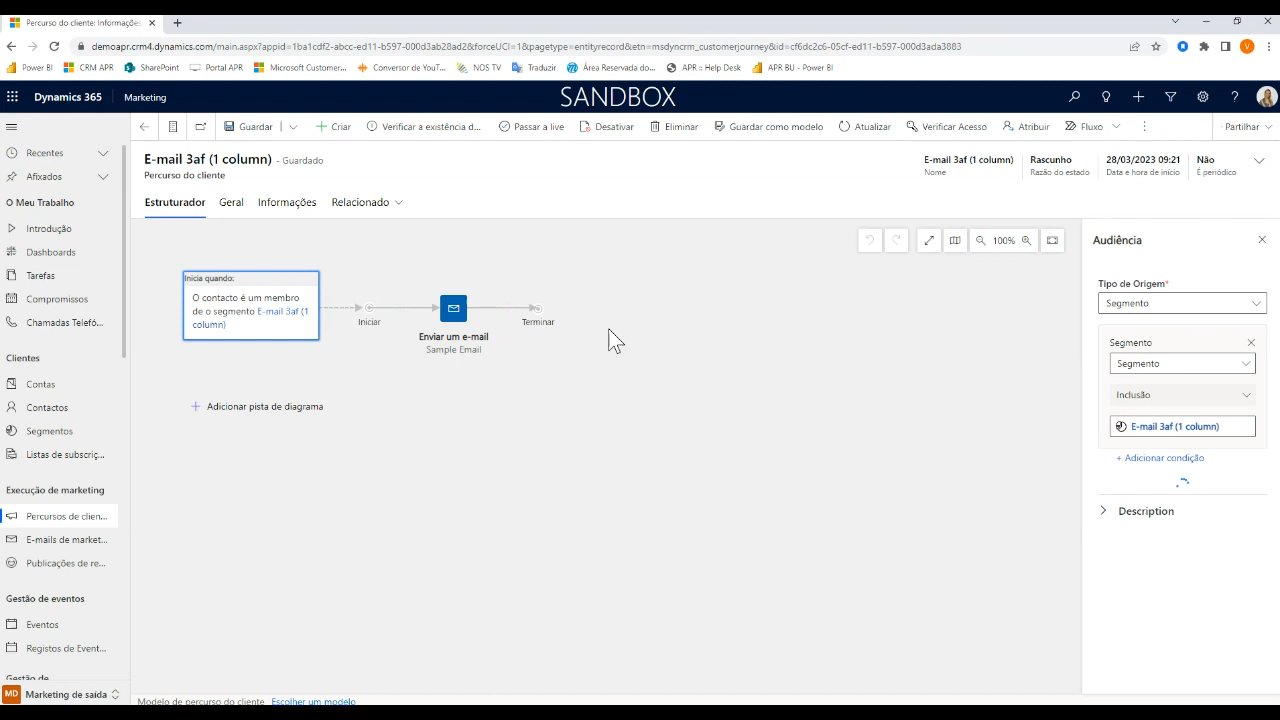 Percurso do cliente: Informações
demoapr.crm4.dynamics.com/main.aspx?appid=1ba1cdf2-abcc-ed11-b597-000d3ab28ad2&forceUCI=1&pagetype=entityrecord&etn=msdyncrm_customerjourney&id=cf6dc2c6-05cf-ed11-b597-000d3ada3883
Power BI CRM APR SharePoint Portal APR Microsoft Customer... Conversor de YouT... NOS TV Traduzir Área Reservada do... APR :: Help Desk APR BU - Power BI
Dynamics 365 Marketing SANDBOX
Guardar Criar Verificar a existência d... Passar a live Desativar Eliminar Guardar como modelo Atualizar Verificar Acesso Atribuir Fluxo Partilhar
Recentes
Afixados
O Meu Trabalho
Introdução
Dashboards
Tarefas
Compromissos
Chamadas Telefó...
Clientes
Contas
Contactos
Segmentos
Listas de subscriç...
Execução de marketing
Percursos de clien...
E-mails de market...
Publicações de re...
Gestão de eventos
Eventos
Registos de Event...
Gestão de
MD Marketing de saída
E-mail 3af (1 column) - Guardado
Percurso do cliente
E-mail 3af (1 column) Rascunho 28/03/2023 09:21 Não
Nome Razão do estado Data e hora de início É periódico
Estruturador Geral Informações Relacionado
100%
Inicia quando:
O contacto é um membro
de o segmento E-mail 3af (1
column)
Iniciar
Enviar um e-mail
Sample Email
Terminar
+ Adicionar pista de diagrama
Modelo de percurso do cliente Escolher um modelo
Audiência
Tipo de Origem*
Segmento
Segmento
Segmento
Inclusão
E-mail 3af (1 column)
+ Adicionar condição
Description